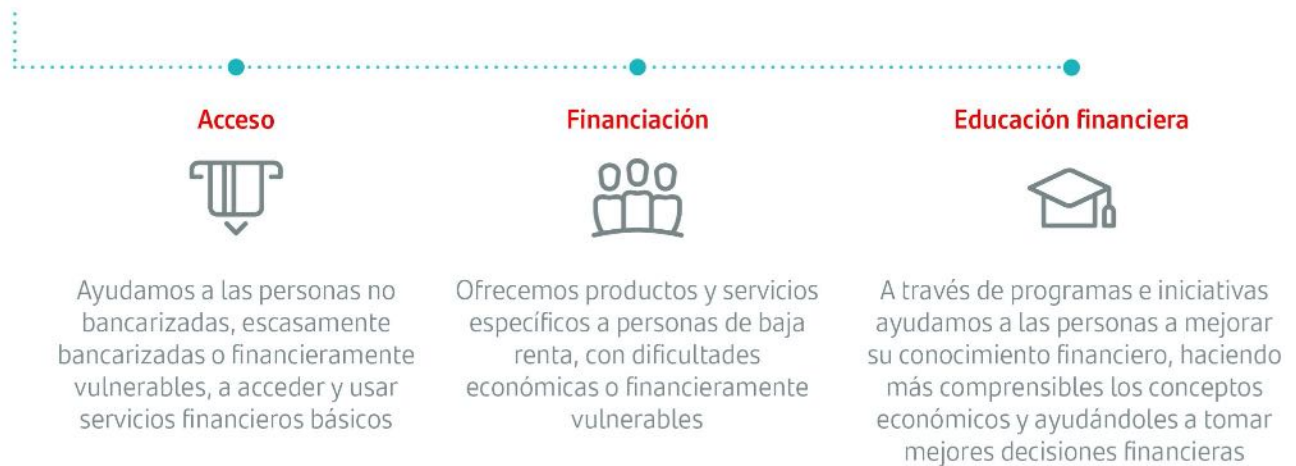 Acceso
Ayudamos a las personas no
bancarizadas, escasamente
bancarizadas o financieramente
vulnerables, a acceder y usar
servicios financieros básicos
Financiación
Ofrecemos productos y servicios
específicos a personas de baja
renta, con dificultades
económicas o financieramente
vulnerables
Educación financiera
A través de programas e iniciativas
ayudamos a las personas a mejorar
su conocimiento financiero, haciendo
más comprensibles los conceptos
económicos y ayudándoles a tomar
mejores decisiones financieras